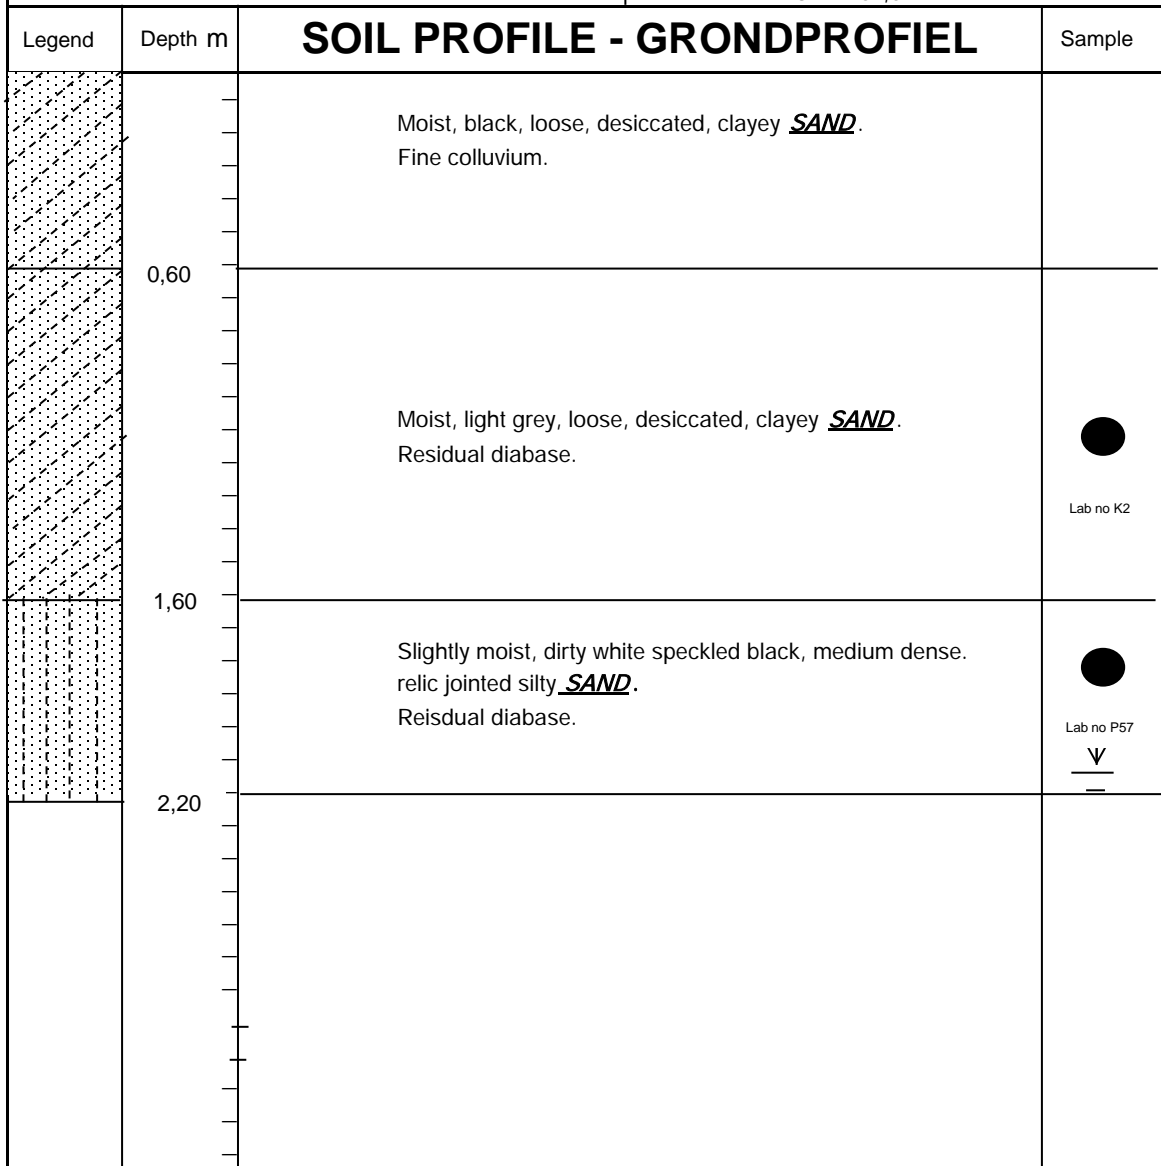 Legend Depth m SOIL PROFILE - GRONDPROFIEL Sample
Moist, black, loose, desiccated, clayey SAND.
Fine colluvium.
0,60
Moist, light grey, loose, desiccated, clayey SAND.
Residual diabase.
Lab no K2
1,60
Slightly moist, dirty white speckled black, medium dense.
relic jointed silty SAND.
Reisdual diabase.
Lab no P57
2,20